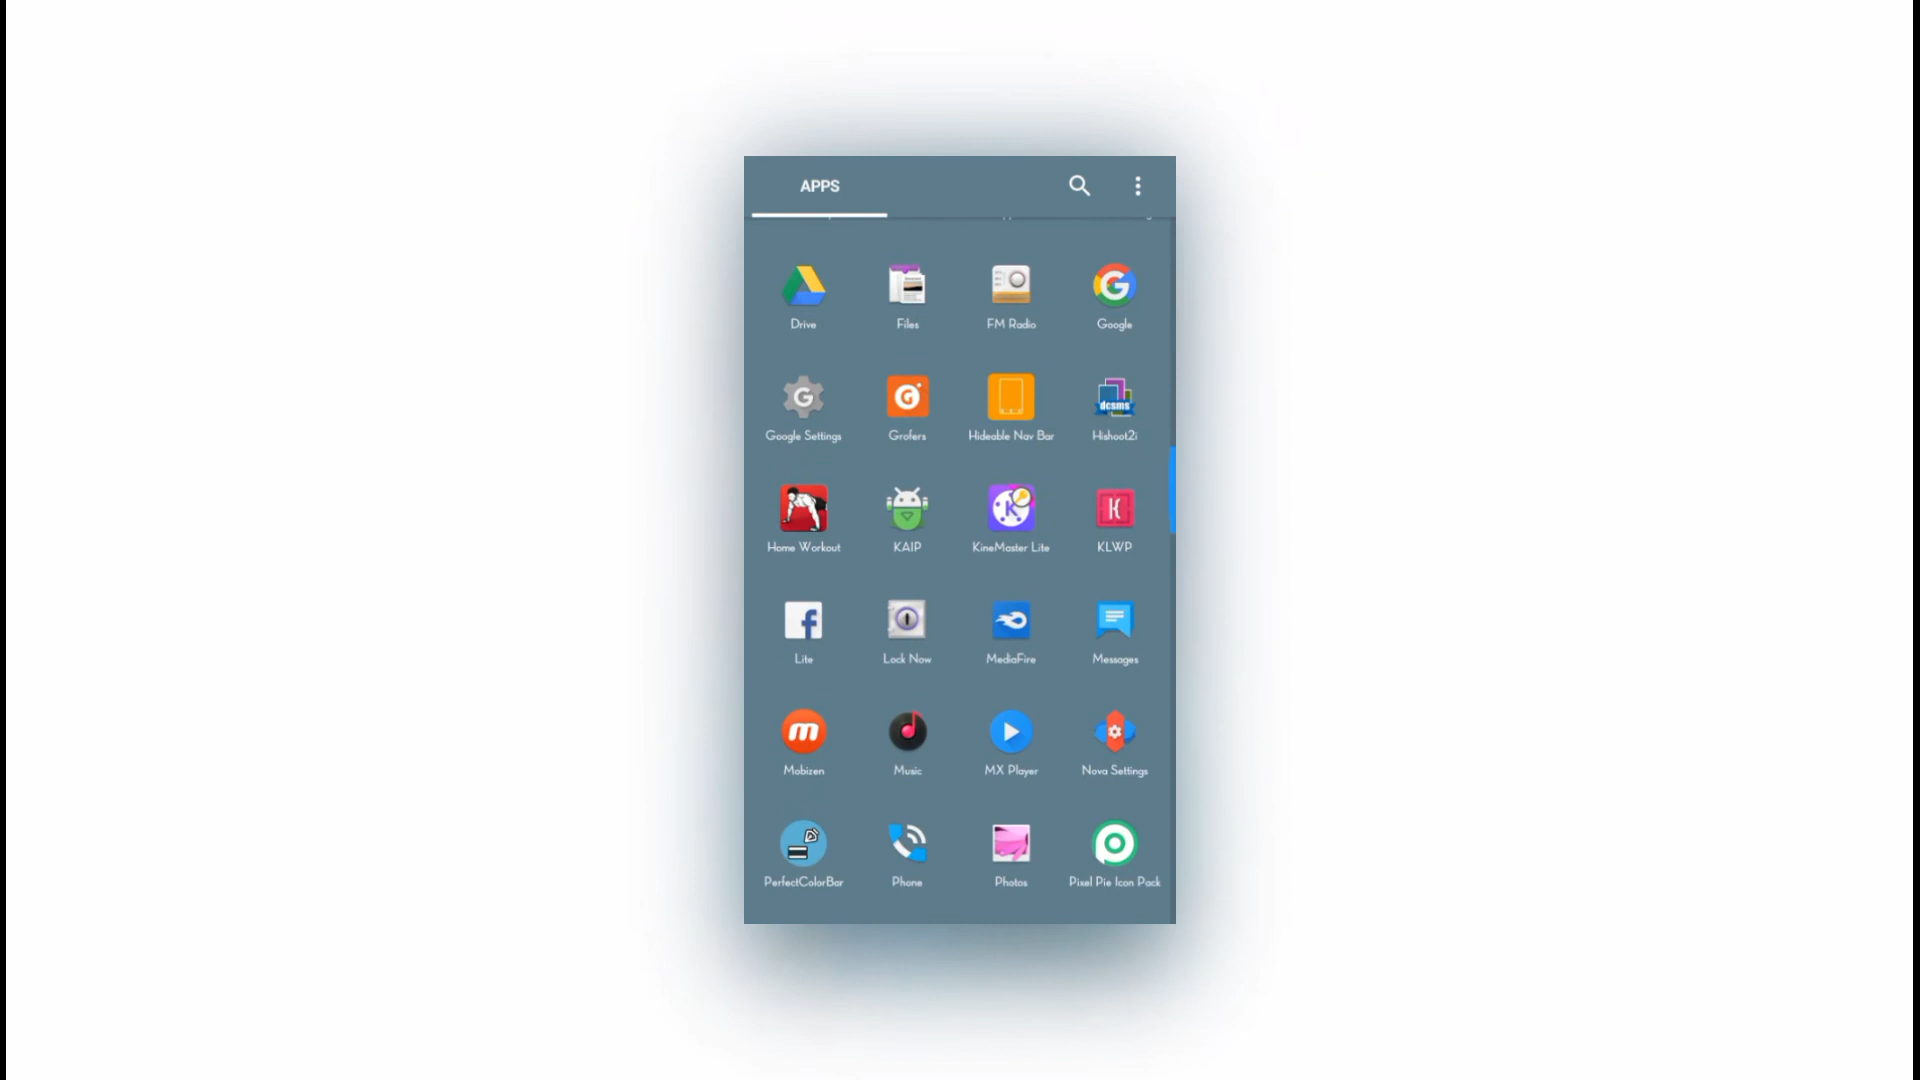 APPS
Drive Files FM Radio Google
Google Settings Grofers Hideable Nav Bar Hishoot2i
dcsms
Home Workout KAIP KineMaster Lite KLWP
Lite Lock Now MediaFire Messages
Mobizen Music MX Player Nova Settings
PerfectColorBar Phone Photos Pixel Pie Icon Pack